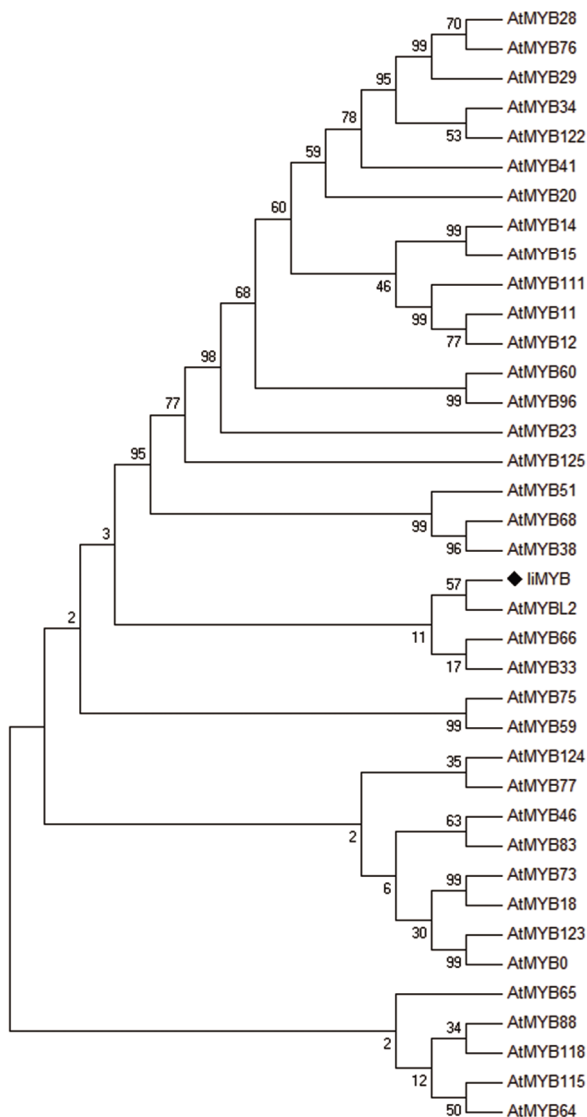 70
AtMYB28
AtMYB76
99
AtMYB29
95
AtMYB34
53
AtMYB122
78
AtMYB41
59
AtMYB20
60
99
AtMYB14
AtMYB15
46
AtMYB111
99
AtMYB11
77
AtMYB12
68
AtMYB60
99
AtMYB96
98
AtMYB23
77
AtMYB125
95
AtMYB51
99
AtMYB68
96
AtMYB38
3
57
◆ IiMYB
AtMYBL2
11
AtMYB66
17
AtMYB33
2
AtMYB75
99
AtMYB59
35
AtMYB124
AtMYB77
2
63
AtMYB46
AtMYB83
6
99
AtMYB73
AtMYB18
30
AtMYB123
99
AtMYB0
AtMYB65
2
34
AtMYB88
AtMYB118
12
AtMYB115
50
AtMYB64